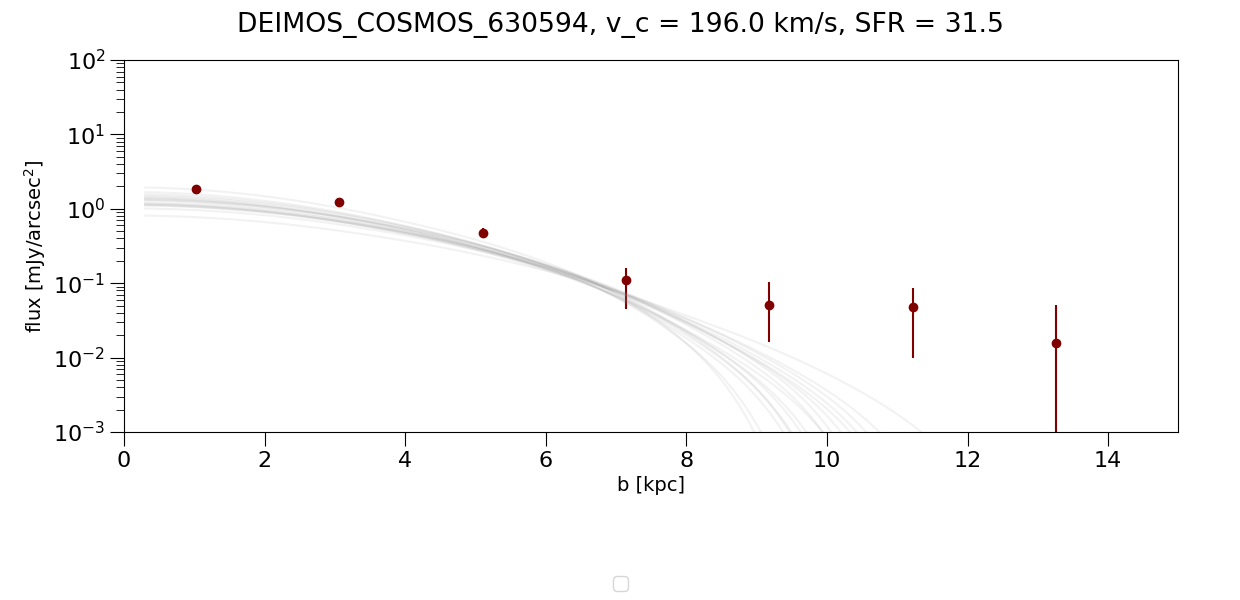 DEIMOS_COSMOS_630594, v_c = 196.0 km/s, SFR = 31.5
flux [mJy/arcsec²]
10²
10¹
10⁰
10⁻¹
10⁻²
10⁻³
0 2 4 6 8 10 12 14
b [kpc]